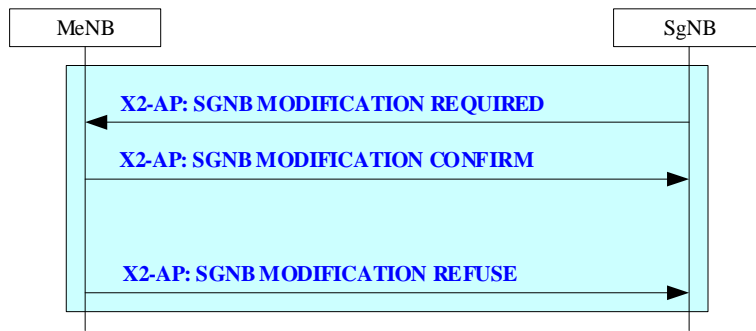 MeNB
SgNB
X2-AP: SGNB MODIFICATION REQUIRED
X2-AP: SGNB MODIFICATION CONFIRM
X2-AP: SGNB MODIFICATION REFUSE